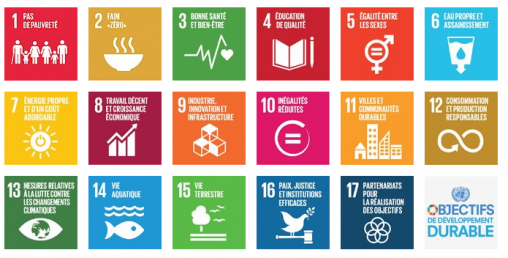 1 PAS
DE PAUVRETÉ
2 FAIM
«ZÉRO»
3 BONNE SANTÉ
ET BIEN-ÊTRE
4 ÉDUCATION
DE QUALITÉ
5 ÉGALITÉ ENTRE
LES SEXES
6 EAU PROPRE ET
ASSAINISSEMENT
7 ÉNERGIE PROPRE
ET D'UN COÛT
ABORDABLE
8 TRAVAIL DÉCENT
ET CROISSANCE
ÉCONOMIQUE
9 INDUSTRIE,
INNOVATION ET
INFRASTRUCTURE
10 INÉGALITÉS
RÉDUITES
11 VILLES ET
COMMUNAUTÉS
DURABLES
12 CONSOMMATION
ET PRODUCTION
RESPONSABLES
13 MESURES RELATIVES
À LA LUTTE CONTRE
LES CHANGEMENTS
CLIMATIQUES
14 VIE
AQUATIQUE
15 VIE
TERRESTRE
16 PAIX, JUSTICE
ET INSTITUTIONS
EFFICACES
17 PARTENARIATS
POUR
LA RÉALISATION
DES OBJECTIFS
OBJECTIFS
DE DÉVELOPPEMENT
DURABLE